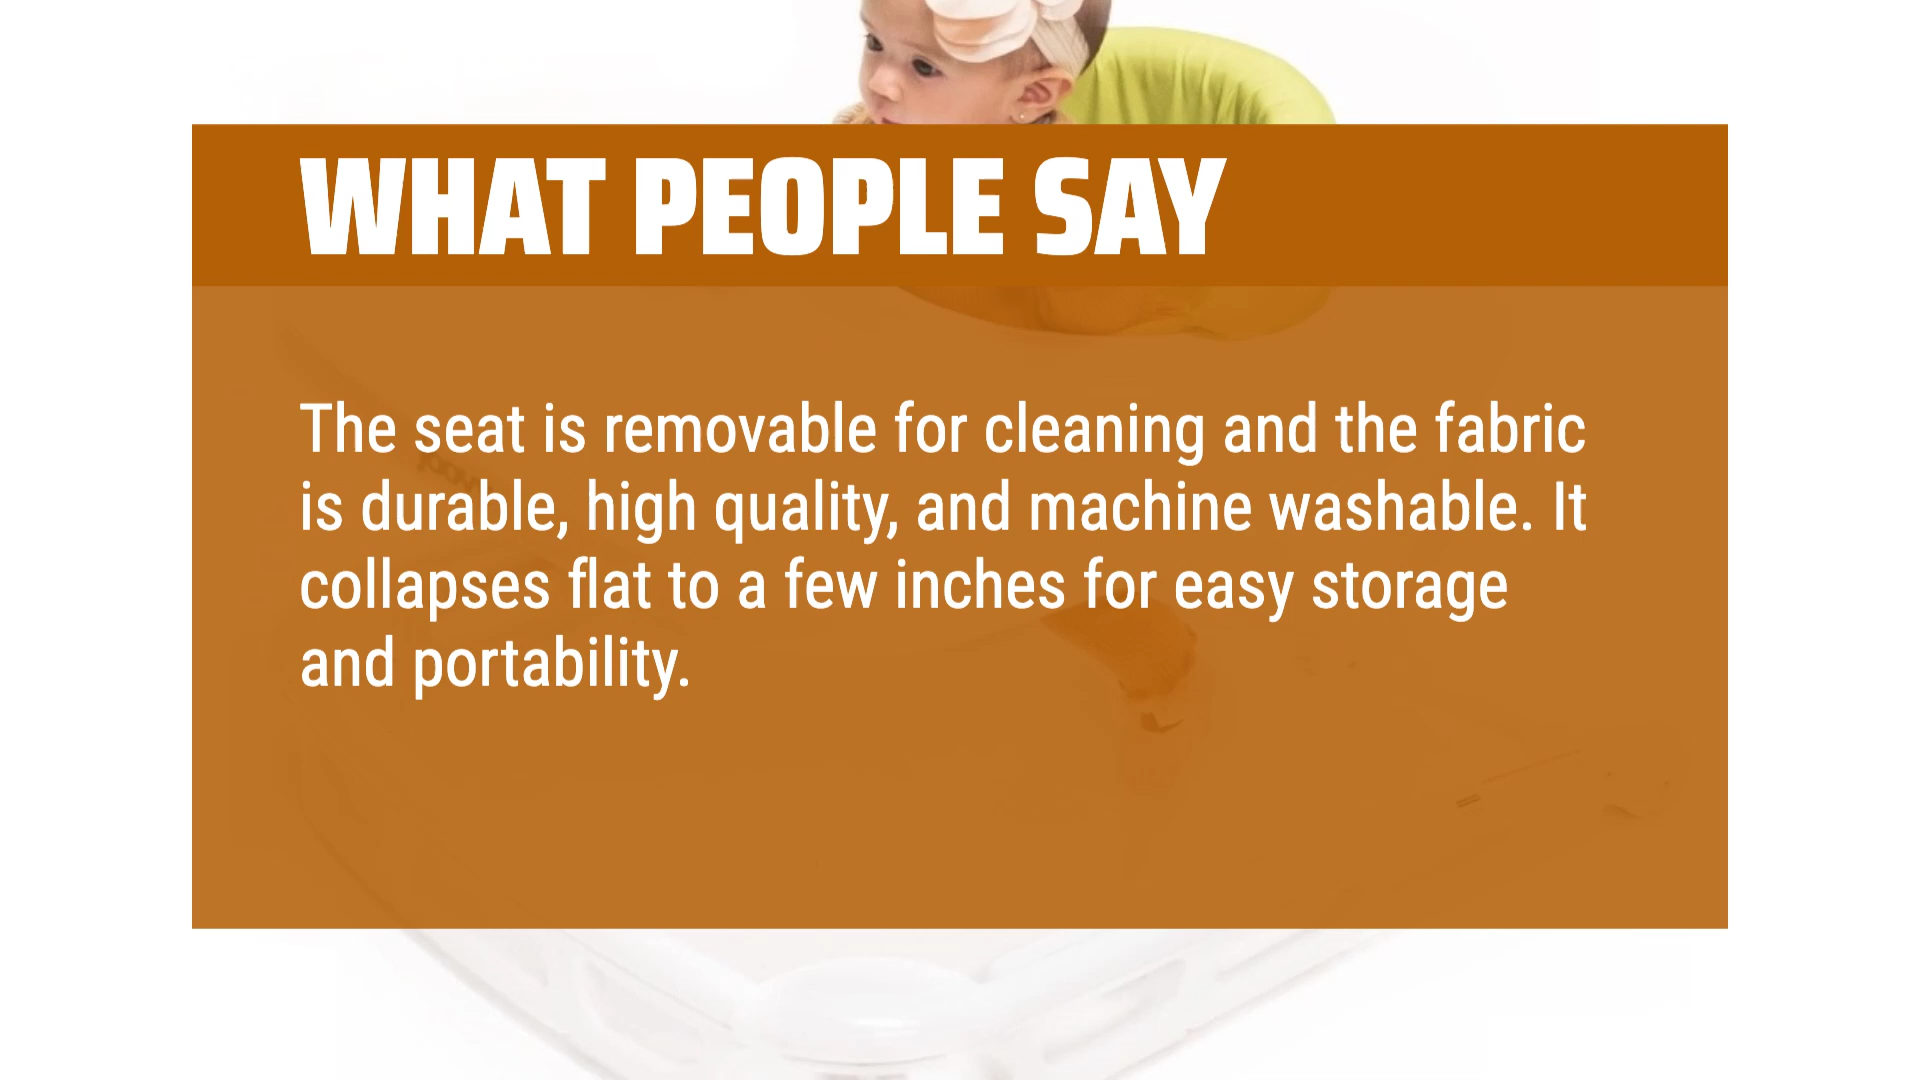 WHAT PEOPLE SAY
The seat is removable for cleaning and the fabric
is durable, high quality, and machine washable. It
collapses flat to a few inches for easy storage
and portability.